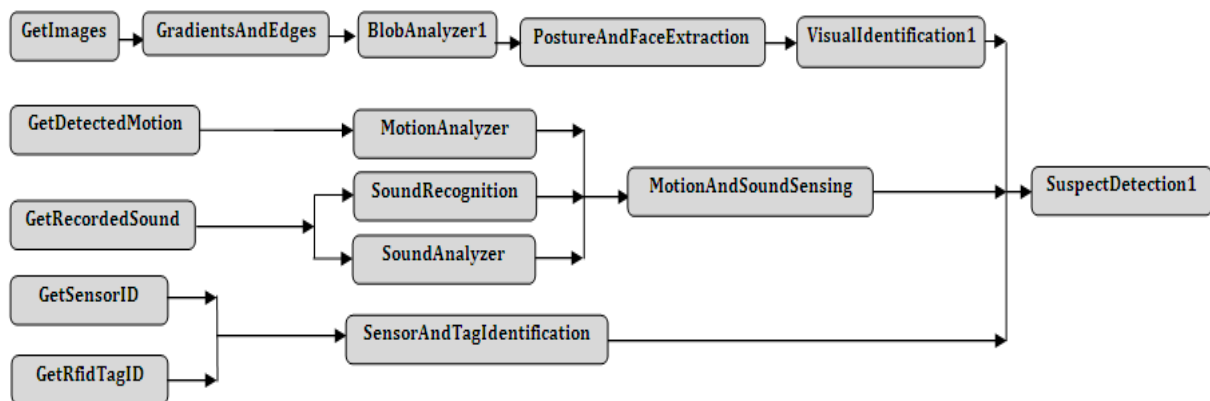 GetImages
GradientsAndEdges
BlobAnalyzer1
PostureAndFaceExtraction
VisualIdentification1
GetDetectedMotion
MotionAnalyzer
SoundRecognition
MotionAndSoundSensing
SuspectDetection1
GetRecordedSound
SoundAnalyzer
GetSensorID
SensorAndTagIdentification
GetRfidTagID